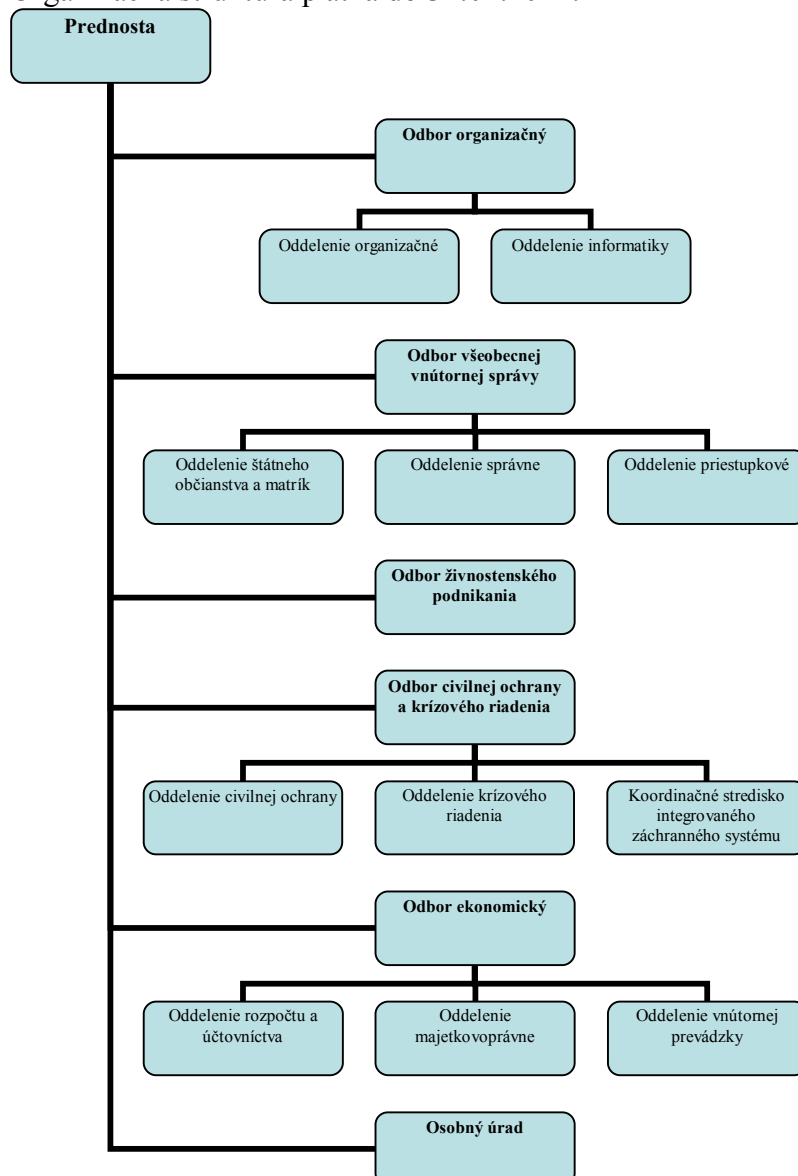 Prednosta
Odbor organizačný
Oddelenie organizačné
Oddelenie informatiky
Odbor všeobecnej
vnútornej správy
Oddelenie štátneho
občianstva a matrík
Oddelenie správne
Oddelenie priestupkové
Odbor živnostenského
podnikania
Odbor civilnej ochrany
a krízového riadenia
Oddelenie civilnej ochrany
Oddelenie krízového
riadenia
Koordinačné stredisko
integrovaného
záchranného systému
Odbor ekonomický
Oddelenie rozpočtu a
účtovníctva
Oddelenie
majetkovoprávne
Oddelenie vnútornej
prevádzky
Osobný úrad